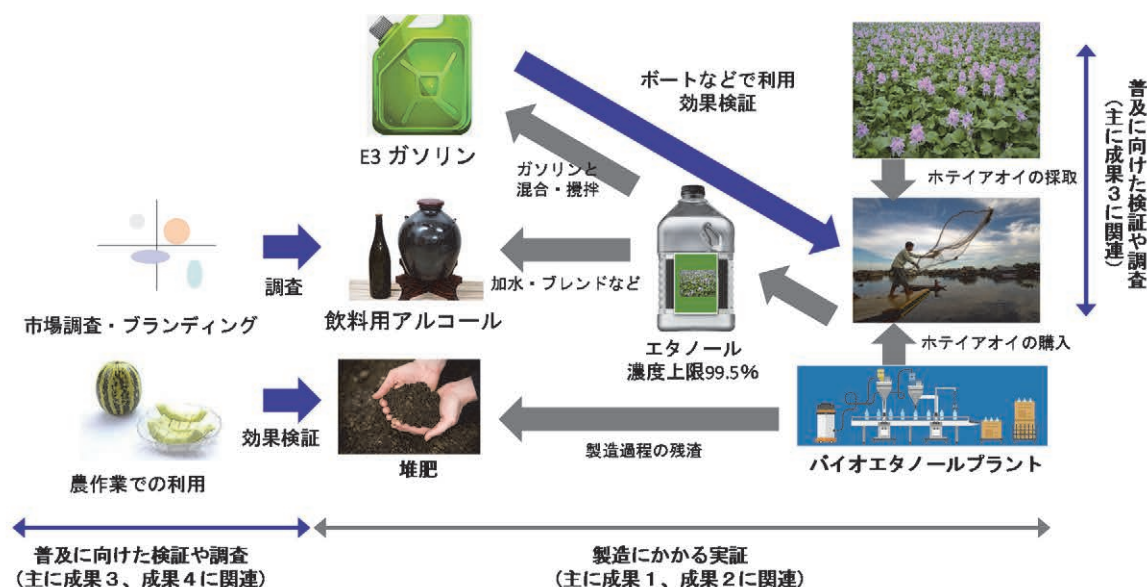 ボートなどで利用
効果検証
E3 ガソリン
ガソリンと
混合・攪拌
ホテイアオイの採取
普及に向けた検証や調査
（主に成果３に関連）
調査
加水・ブレンドなど
市場調査・ブランディング
飲料用アルコール
エタノール
濃度上限99.5%
ホテイアオイの購入
効果検証
製造過程の残渣
農作業での利用
堆肥
バイオエタノールプラント
普及に向けた検証や調査
（主に成果３、成果４に関連）
製造にかかる実証
（主に成果１、成果２に関連）